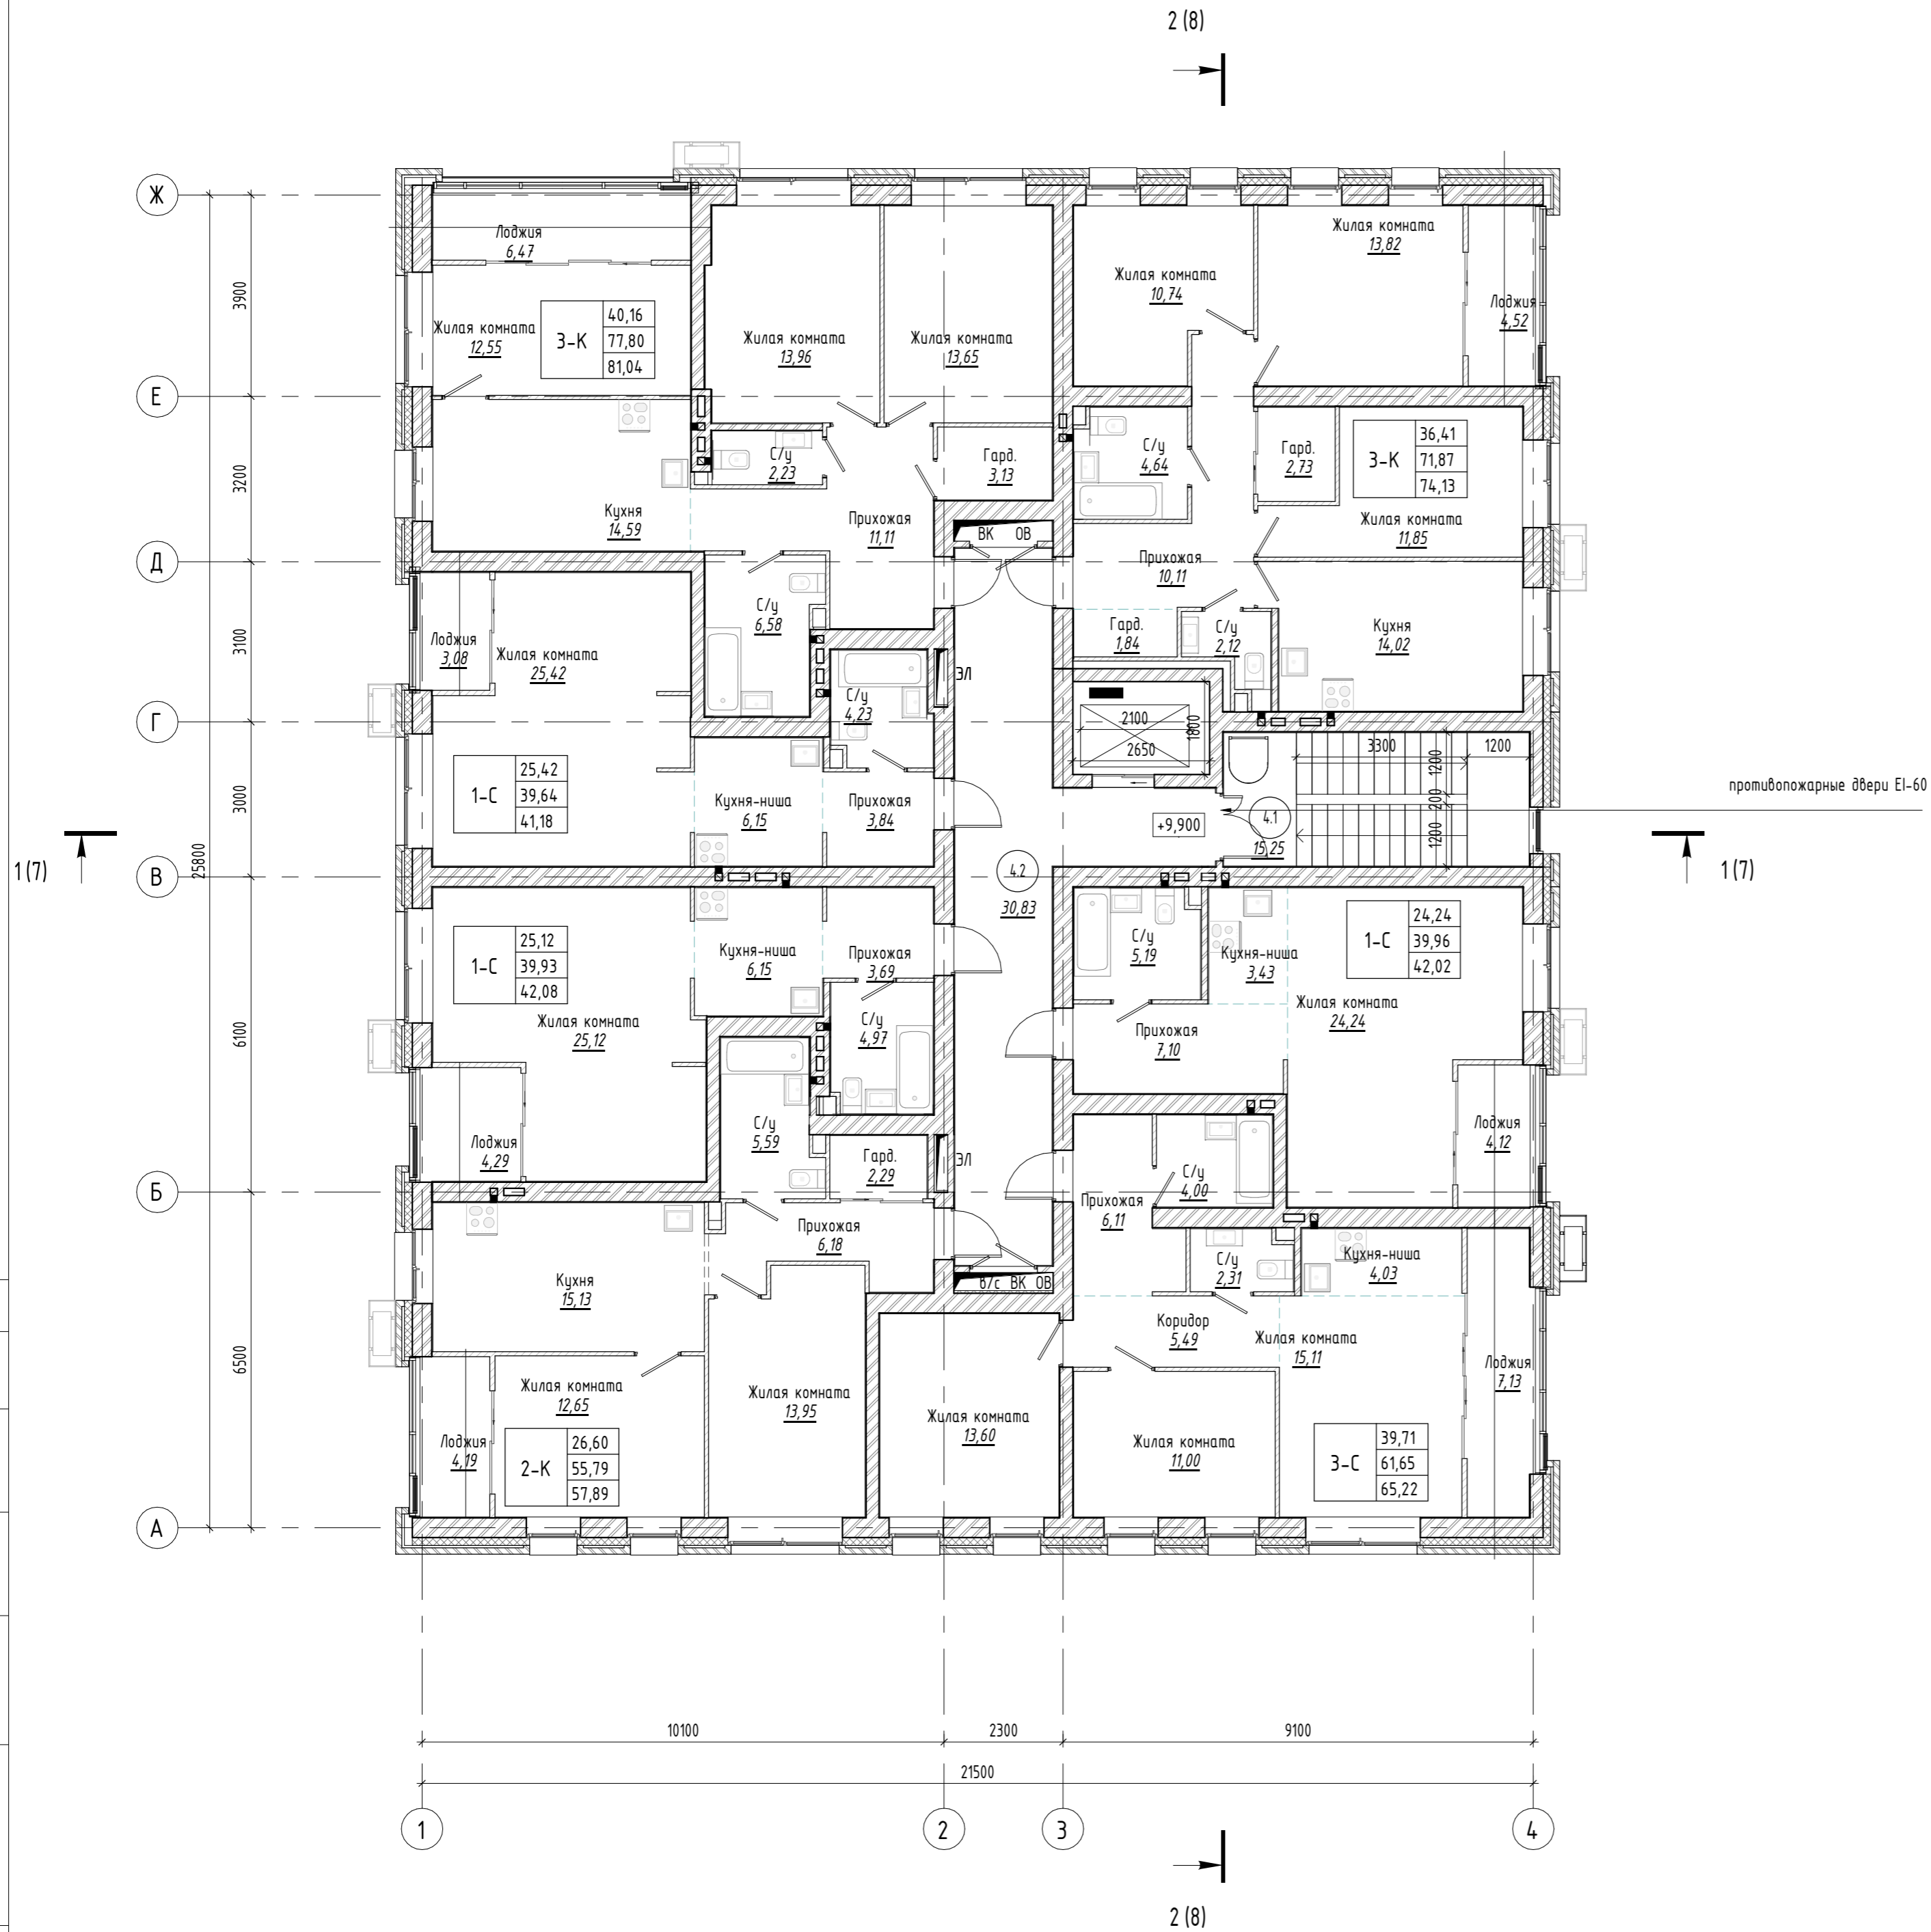 2 (8)
Ж
Е
Д
Г
В
Б
А
3900
3200
3100
3000
6100
6500
25800
1 (7)
1 (7)
Лоджия
6,47
Жилая комната
12,55
3-К
40,16
77,80
81,04
Жилая комната
13,96
Жилая комната
13,65
Жилая комната
10,74
Жилая комната
13,82
Лоджия
4,52
Кухня
14,59
С/у
2,23
Гард.
3,13
Прихожая
11,11
ВК ОВ
С/у
4,64
Гард.
2,73
3-К
36,41
71,87
74,13
Жилая комната
11,85
Прихожая
10,11
Гард.
1,84
С/у
2,12
Кухня
14,02
С/у
6,58
Лоджия
3,08
Жилая комната
25,42
С/у
4,23
ЭЛ
2100
2650
1800
3300
1200
1200
200
1200
1-С
25,42
39,64
41,18
Кухня-ниша
6,15
Прихожая
3,84
+9,900
4.1
15,25
противопожарные двери EI-60
4.2
30,83
1-С
25,12
39,93
42,08
Кухня-ниша
6,15
Прихожая
3,69
Жилая комната
25,12
С/у
4,97
Лоджия
4,29
С/у
5,19
Кухня-ниша
3,43
1-С
24,24
39,96
42,02
Жилая комната
24,24
Прихожая
7,10
Лоджия
4,12
С/у
5,59
Гард.
2,29
ЭЛ
Прихожая
6,18
С/у
4,00
Прихожая
6,11
Кухня
15,13
в/с ВК ОВ
С/у
2,31
Кухня-ниша
4,03
Коридор
5,49
Жилая комната
15,11
Лоджия
7,13
Жилая комната
12,65
Лоджия
4,19
2-К
26,60
55,79
57,89
Жилая комната
13,95
Жилая комната
13,60
Жилая комната
11,00
3-С
39,71
61,65
65,22
10100
2300
9100
21500
1
2
3
4
2 (8)